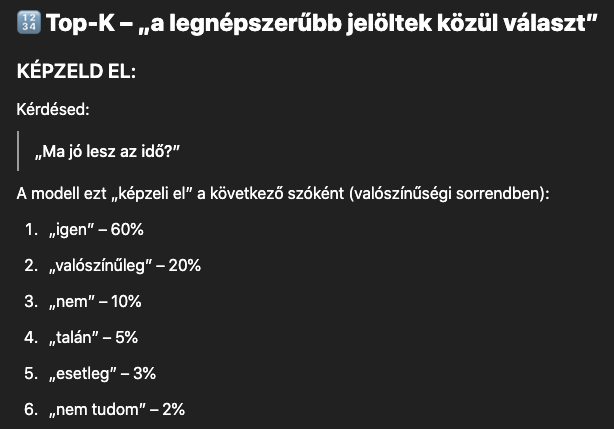 🔢 Top-K – „a legnépszerűbb jelöltek közül választ”
KÉPZELD EL:
Kérdésed:
„Ma jó lesz az idő?”
A modell ezt „képzeli el” a következő szóként (valószínűségi sorrendben):
1. „igen” – 60%
2. „valószínűleg” – 20%
3. „nem” – 10%
4. „talán” – 5%
5. „esetleg” – 3%
6. „nem tudom” – 2%